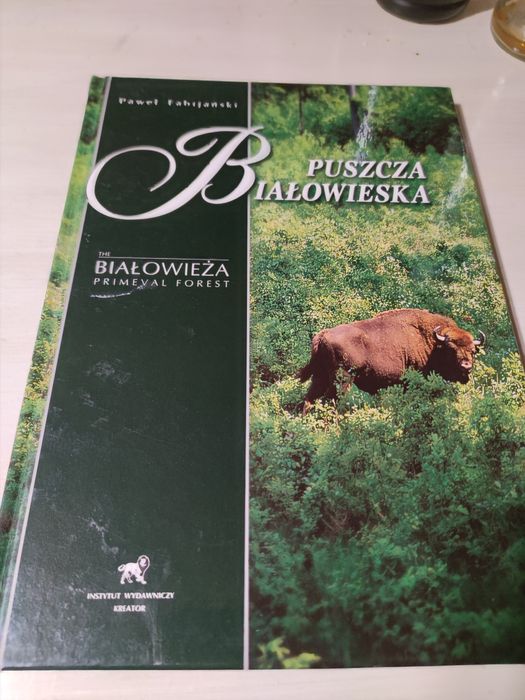 Paweł Fabijański
PUSZCZA
BIAŁOWIESKA
THE
BIAŁOWIEŻA
PRIMEVAL FOREST
INSTYTUT WYDAWNICZY
KREATOR